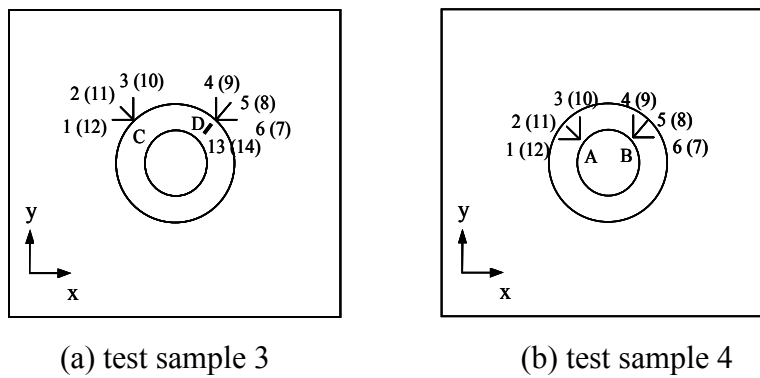 3 (10)
4 (9)
2 (11)
5 (8)
1 (12)
C
D
6 (7)
13 (14)
y
x
(a) test sample 3
3 (10)
4 (9)
2 (11)
5 (8)
1 (12)
A
B
6 (7)
y
x
(b) test sample 4